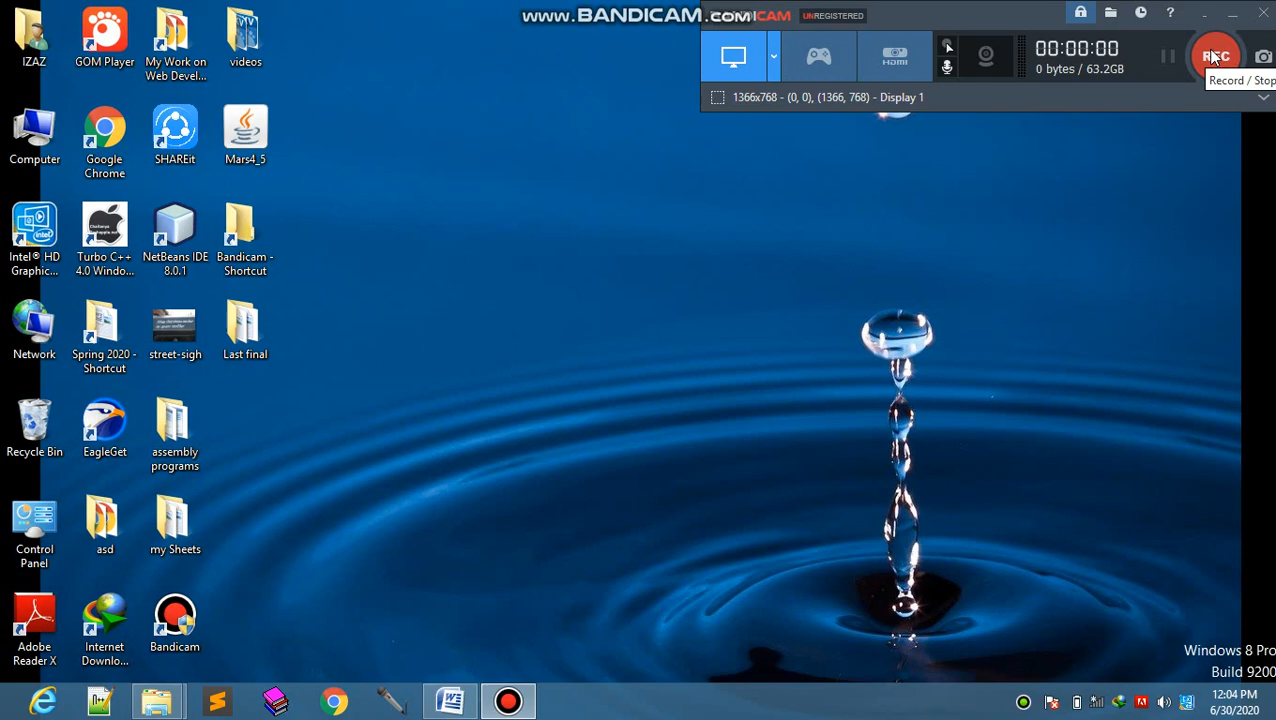 www.BANDICAM.com
CAM UNREGISTERED
REC
HDMI
00:00:00
0 bytes / 63.2GB
Record / Stop
1366x768 - (0, 0), (1366, 768) - Display 1
IZAZ
GOM Player
My Work on Web Devel...
videos
Computer
Google Chrome
SHAREit
Mars4_5
Intel® HD Graphic...
Turbo C++ 4.0 Windo...
NetBeans IDE 8.0.1
Bandicam - Shortcut
Network
Spring 2020 - Shortcut
street-sigh
Last final
Recycle Bin
EagleGet
assembly programs
Control Panel
asd
my Sheets
Adobe Reader X
Internet Downlo...
Bandicam
Windows 8 Pro
Build 9200
12:04 PM
6/30/2020